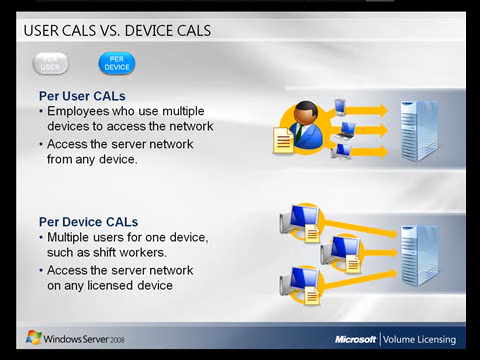 USER CALS VS. DEVICE CALS
PER
USER
PER
DEVICE
Per User CALs
• Employees who use multiple
devices to access the network
• Access the server network
from any device.
Per Device CALs
• Multiple users for one device,
such as shift workers.
• Access the server network
on any licensed device
Windows Server 2008
Microsoft | Volume Licensing